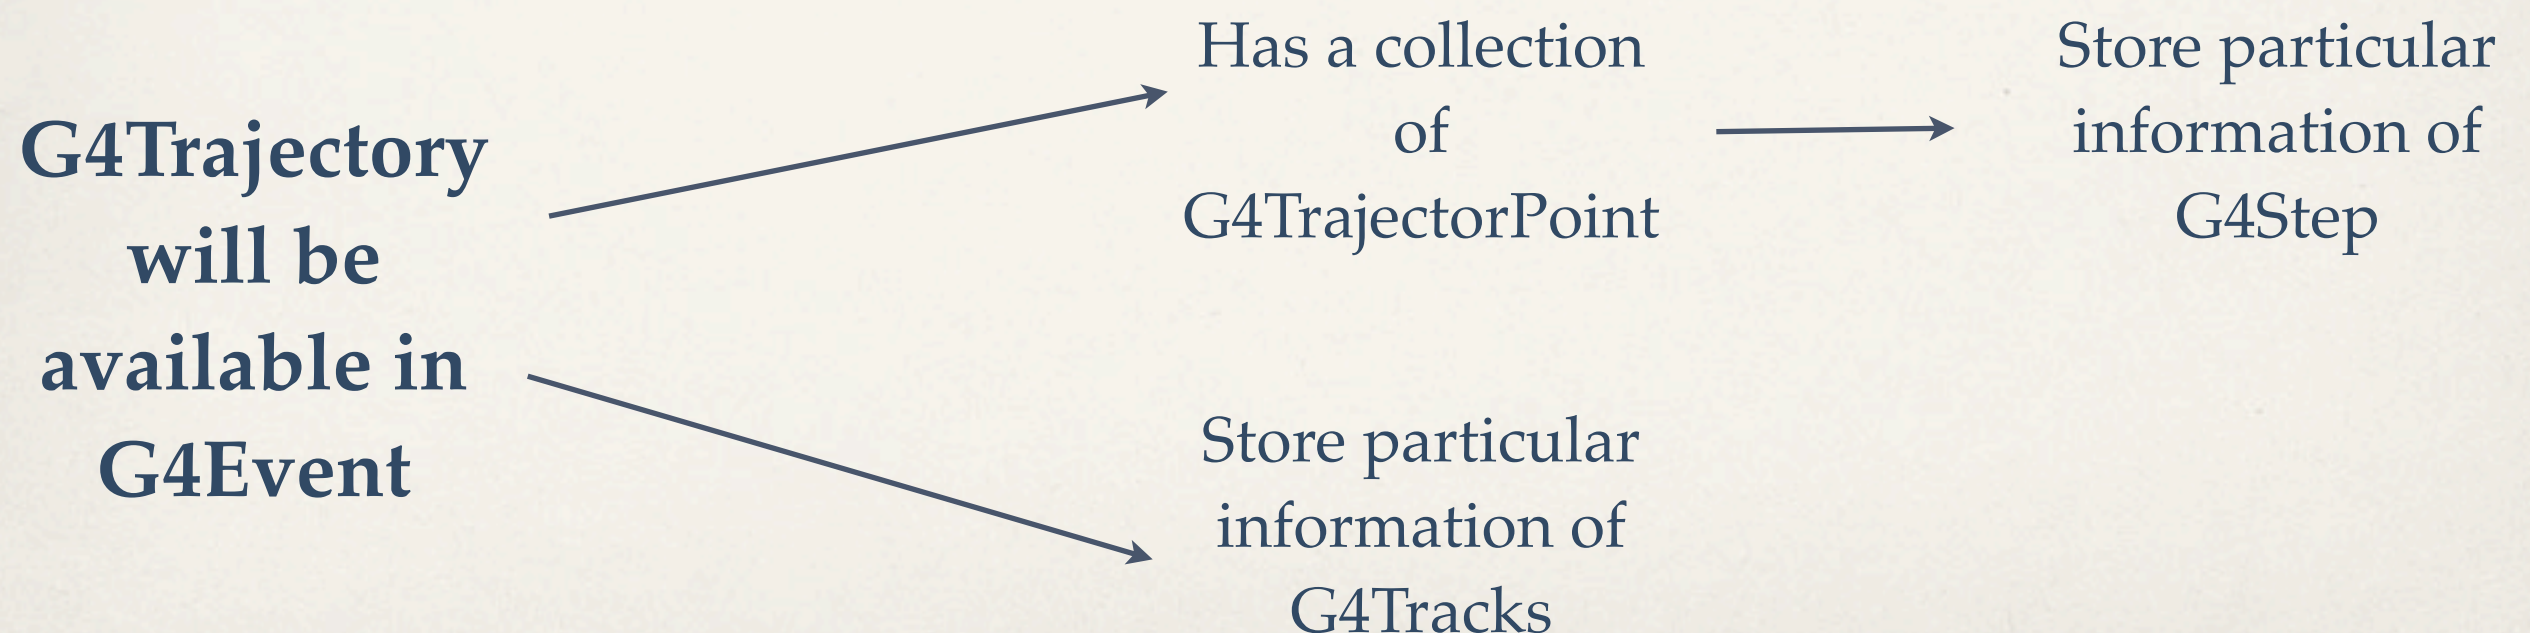 G4Trajectory
will be
available in
G4Event
Has a collection
of
G4TrajectorPoint
Store particular
information of
G4Step
Store particular
information of
G4Tracks